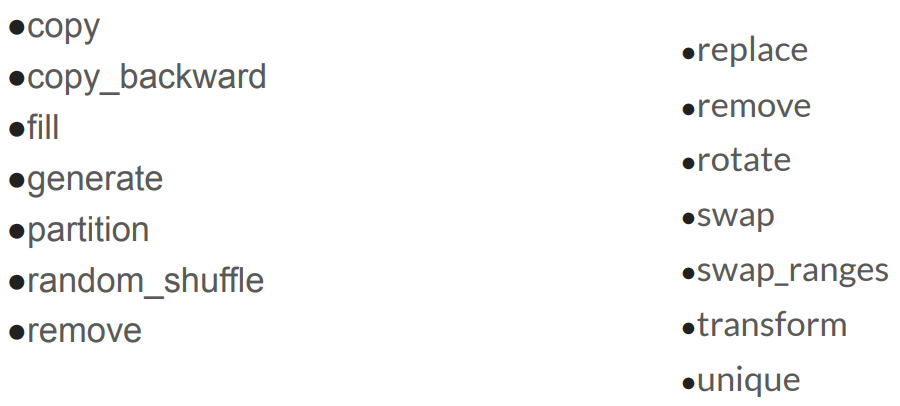 ●copy
●copy_backward
●fill
●generate
●partition
●random_shuffle
●remove
●replace
●remove
●rotate
●swap
●swap_ranges
●transform
●unique